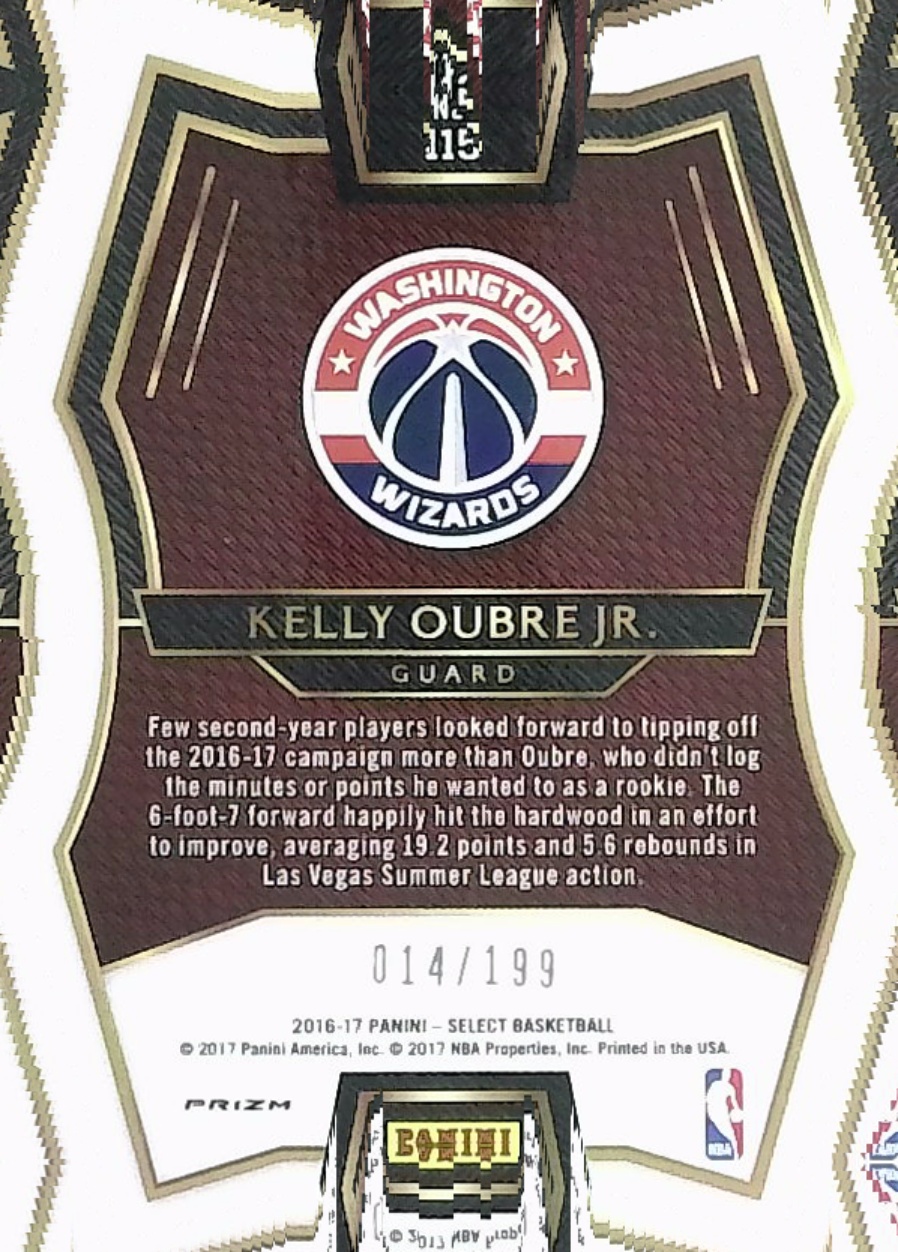 115
WASHINGTON
WIZARDS
KELLY OUBRE JR.
GUARD
Few second-year players looked forward to tipping off
the 2016-17 campaign more than Oubre, who didn't log
the minutes or points he wanted to as a rookie. The
6-foot-7 forward happily hit the hardwood in an effort
to improve, averaging 19.2 points and 5.6 rebounds in
Las Vegas Summer League action.
014/199
2016-17 PANINI – SELECT BASKETBALL
© 2017 Panini America, Inc. © 2017 NBA Properties, Inc. Printed in the USA.
PRIZM
NBA
PANINI